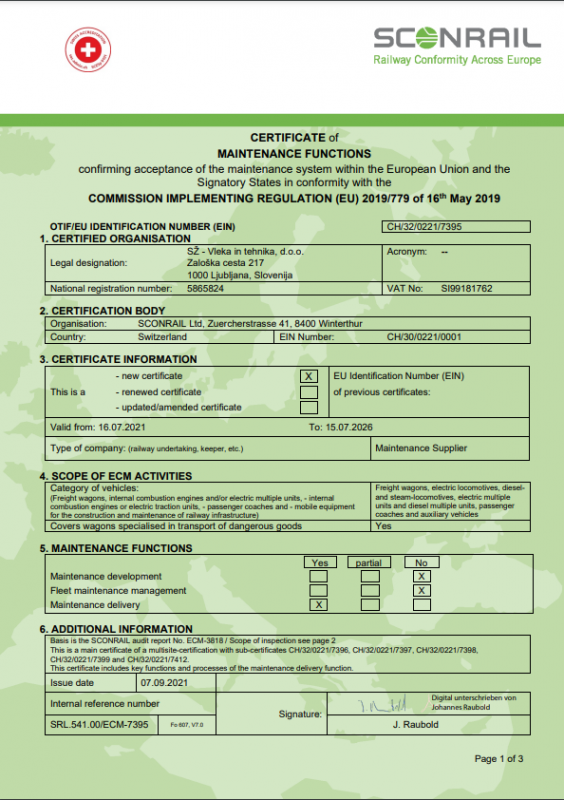 SCONRAIL
Railway Conformity Across Europe
CERTIFICATE of
MAINTENANCE FUNCTIONS
confirming acceptance of the maintenance system within the European Union and the
Signatory States in conformity with the
COMMISSION IMPLEMENTING REGULATION (EU) 2019/779 of 16th May 2019
OTIF/EU IDENTIFICATION NUMBER (EIN) CH/32/0221/7395
1. CERTIFIED ORGANISATION
Legal designation: SŽ - Vleka in tehnika, d.o.o. Acronym: --
Zaloška cesta 217
1000 Ljubljana, Slovenija
National registration number: 5865824 VAT No: SI99181762
2. CERTIFICATION BODY
Organisation: SCONRAIL Ltd, Zuercherstrasse 41, 8400 Winterthur
Country: Switzerland EIN Number: CH/30/0221/0001
3. CERTIFICATE INFORMATION
This is a - new certificate X EU Identification Number (EIN)
- renewed certificate of previous certificates:
- updated/amended certificate
Valid from: 16.07.2021 To: 15.07.2026
Type of company: (railway undertaking, keeper, etc.) Maintenance Supplier
4. SCOPE OF ECM ACTIVITIES
Category of vehicles:
(Freight wagons, internal combustion engines and/or electric multiple units, - internal
combustion engines or electric traction units, - passenger coaches and - mobile equipment
for the construction and maintenance of railway infrastructure)
Freight wagons, electric locomotives, diesel-
and steam-locomotives, electric multiple
units and diesel multiple units, passenger
coaches and auxiliary vehicles
Covers wagons specialised in transport of dangerous goods Yes
5. MAINTENANCE FUNCTIONS
Yes partial No
Maintenance development X
Fleet maintenance management X
Maintenance delivery X
6. ADDITIONAL INFORMATION
Basis is the SCONRAIL audit report No. ECM-3818 / Scope of inspection see page 2
This is a main certificate of a multisite-certification with sub-certificates CH/32/0221/7396, CH/32/0221/7397, CH/32/0221/7398,
CH/32/0221/7399 and CH/32/0221/7412.
This certificate includes key functions and processes of the maintenance delivery function.
Issue date 07.09.2021
Internal reference number
SRL.541.00/ECM-7395 Fo-607, V7.0
Signature:
Digital unterschrieben von
Johannes Raubold
J. Raubold
Page 1 of 3